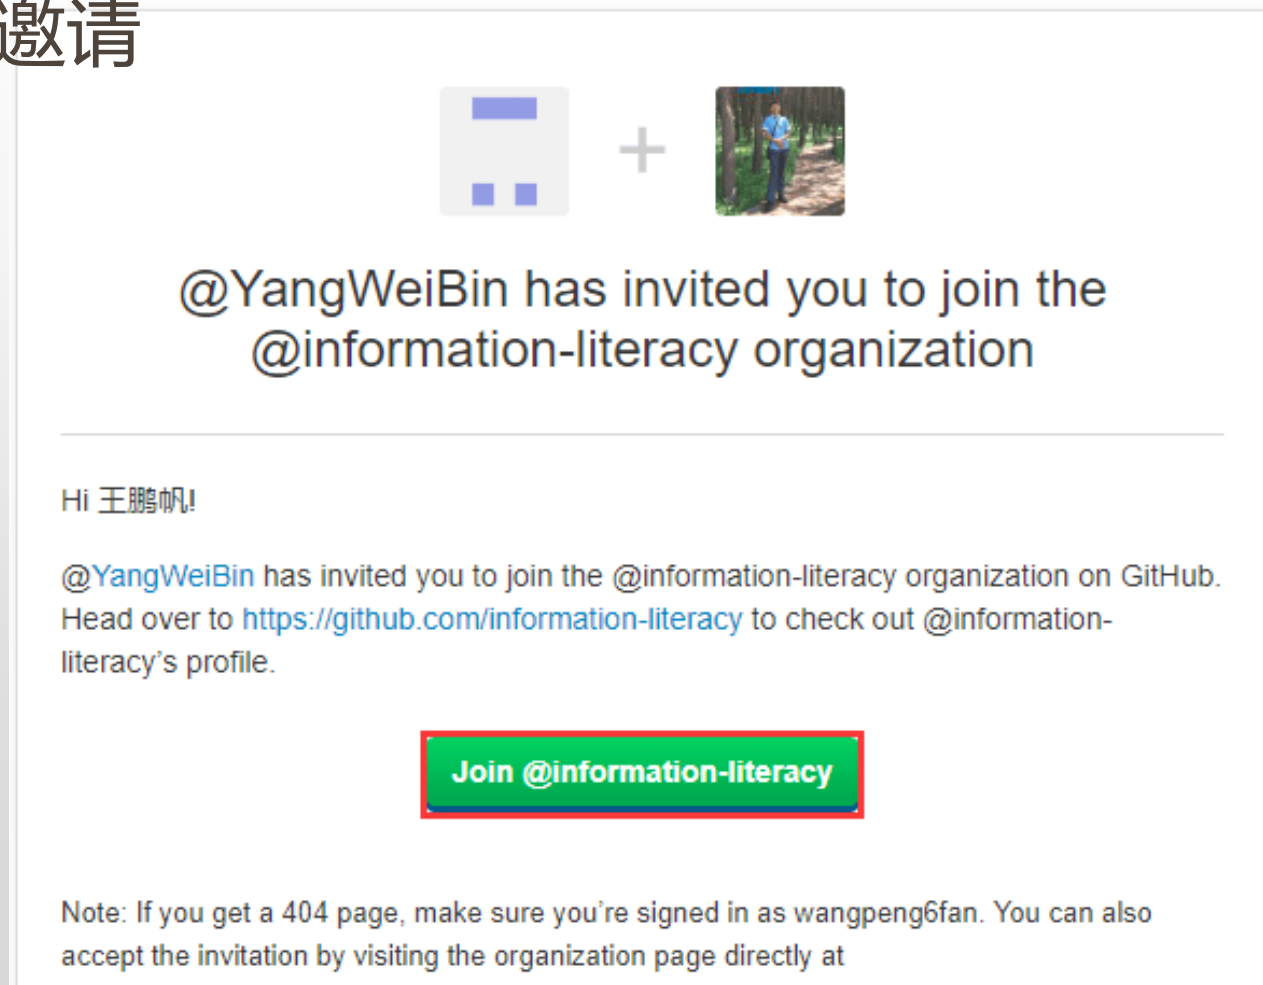 邀请
@YangWeiBin has invited you to join the
@information-literacy organization
Hi 王鹏帆!
@YangWeiBin has invited you to join the @information-literacy organization on GitHub.
Head over to https://github.com/information-literacy to check out @information-
literacy’s profile.
Join @information-literacy
Note: If you get a 404 page, make sure you’re signed in as wangpeng6fan. You can also
accept the invitation by visiting the organization page directly at